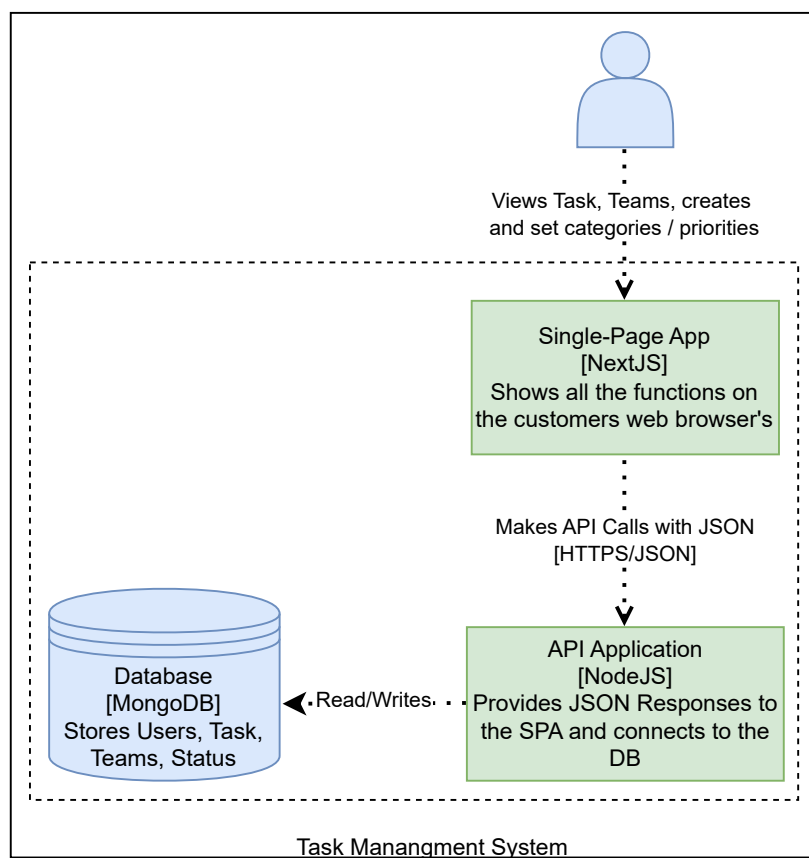 Views Task, Teams, creates
and set categories / priorities
Single-Page App
[NextJS]
Shows all the functions on
the customers web browser's
Makes API Calls with JSON
[HTTPS/JSON]
API Application
[NodeJS]
Provides JSON Responses to
the SPA and connects to the
DB
Read/Writes
Database
[MongoDB]
Stores Users, Task,
Teams, Status
Task Manangment System